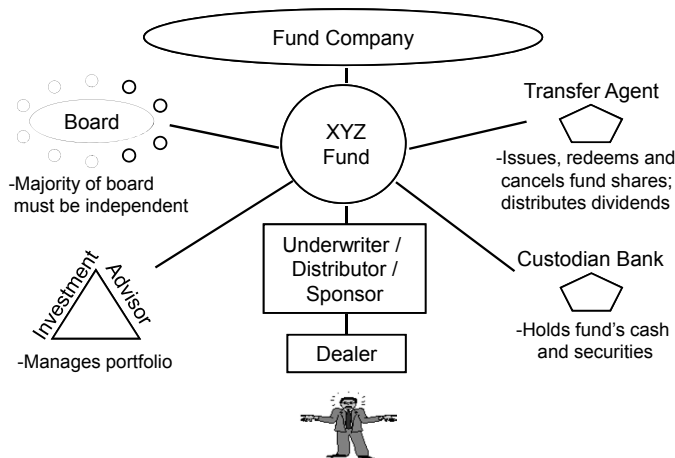 Fund Company
Board
-Majority of board
must be independent
XYZ
Fund
Transfer Agent
-Issues, redeems and
cancels fund shares;
distributes dividends
Investment
Advisor
-Manages portfolio
Underwriter /
Distributor /
Sponsor
Dealer
Custodian Bank
-Holds fund's cash
and securities